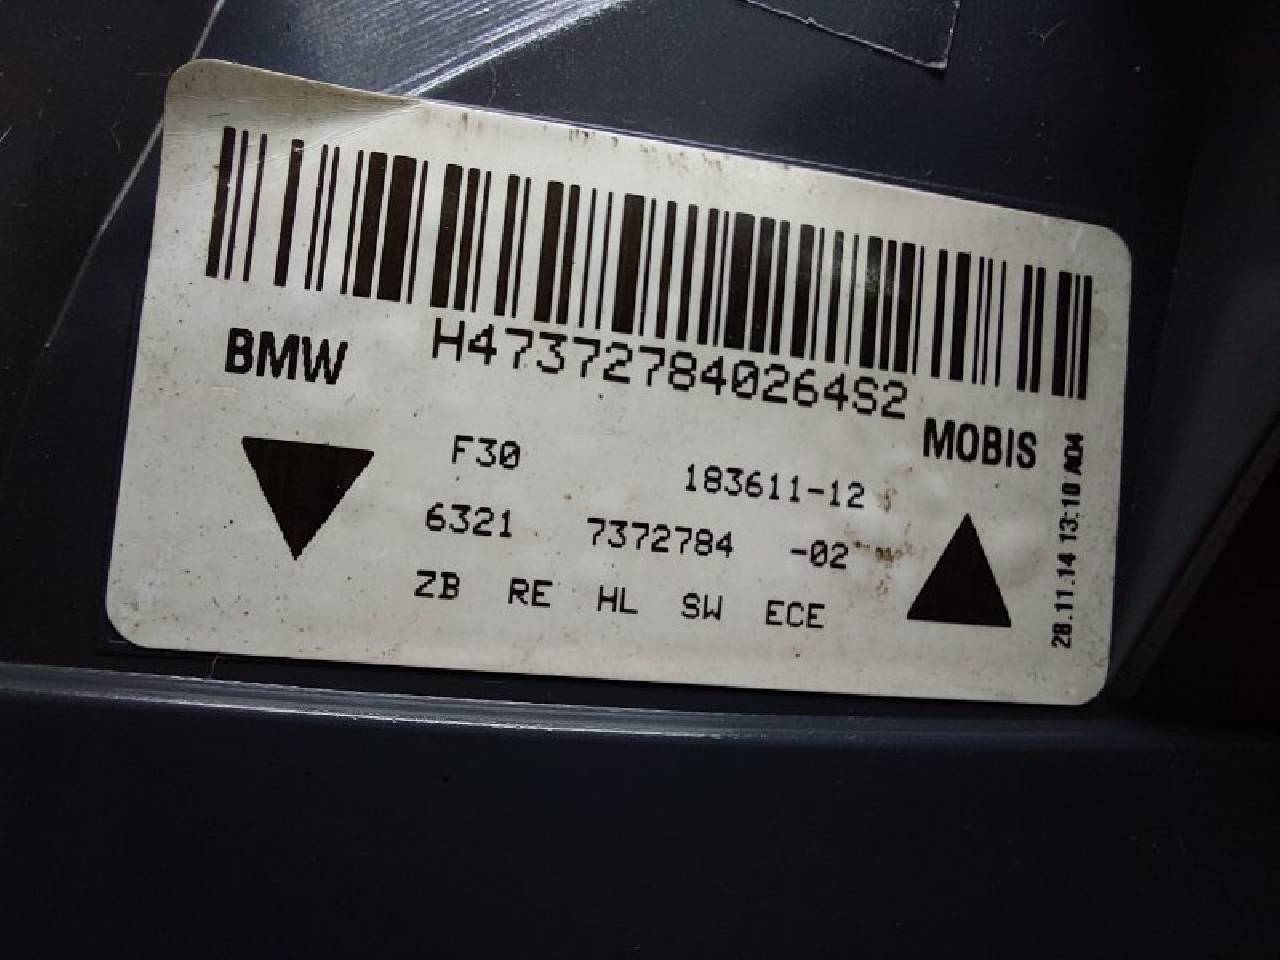 H473727840264S2
BMW
MOBIS
F30 183611-12
6321 7372784 -02
ZB RE HL SW ECE
28.11.14 13:10 A04